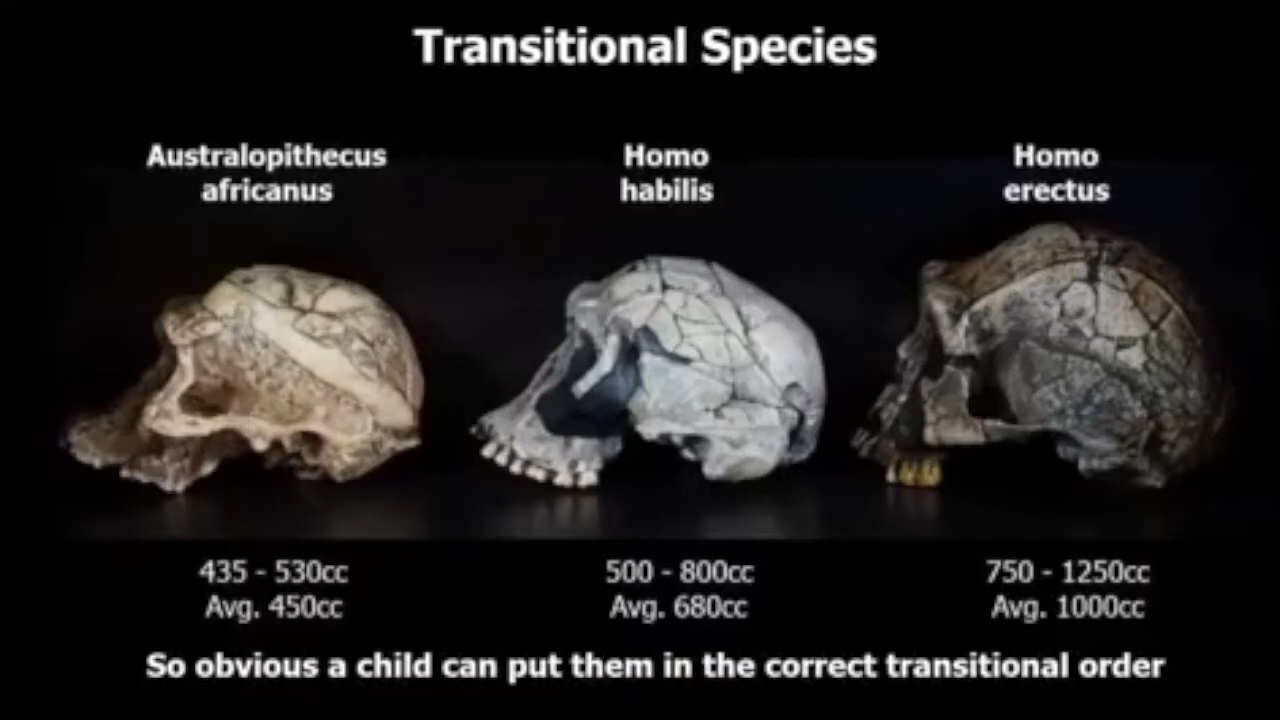 Transitional Species
Australopithecus
africanus
Homo
habilis
Homo
erectus
435 - 530cc
Avg. 450cc
500 - 800cc
Avg. 680cc
750 - 1250cc
Avg. 1000cc
So obvious a child can put them in the correct transitional order